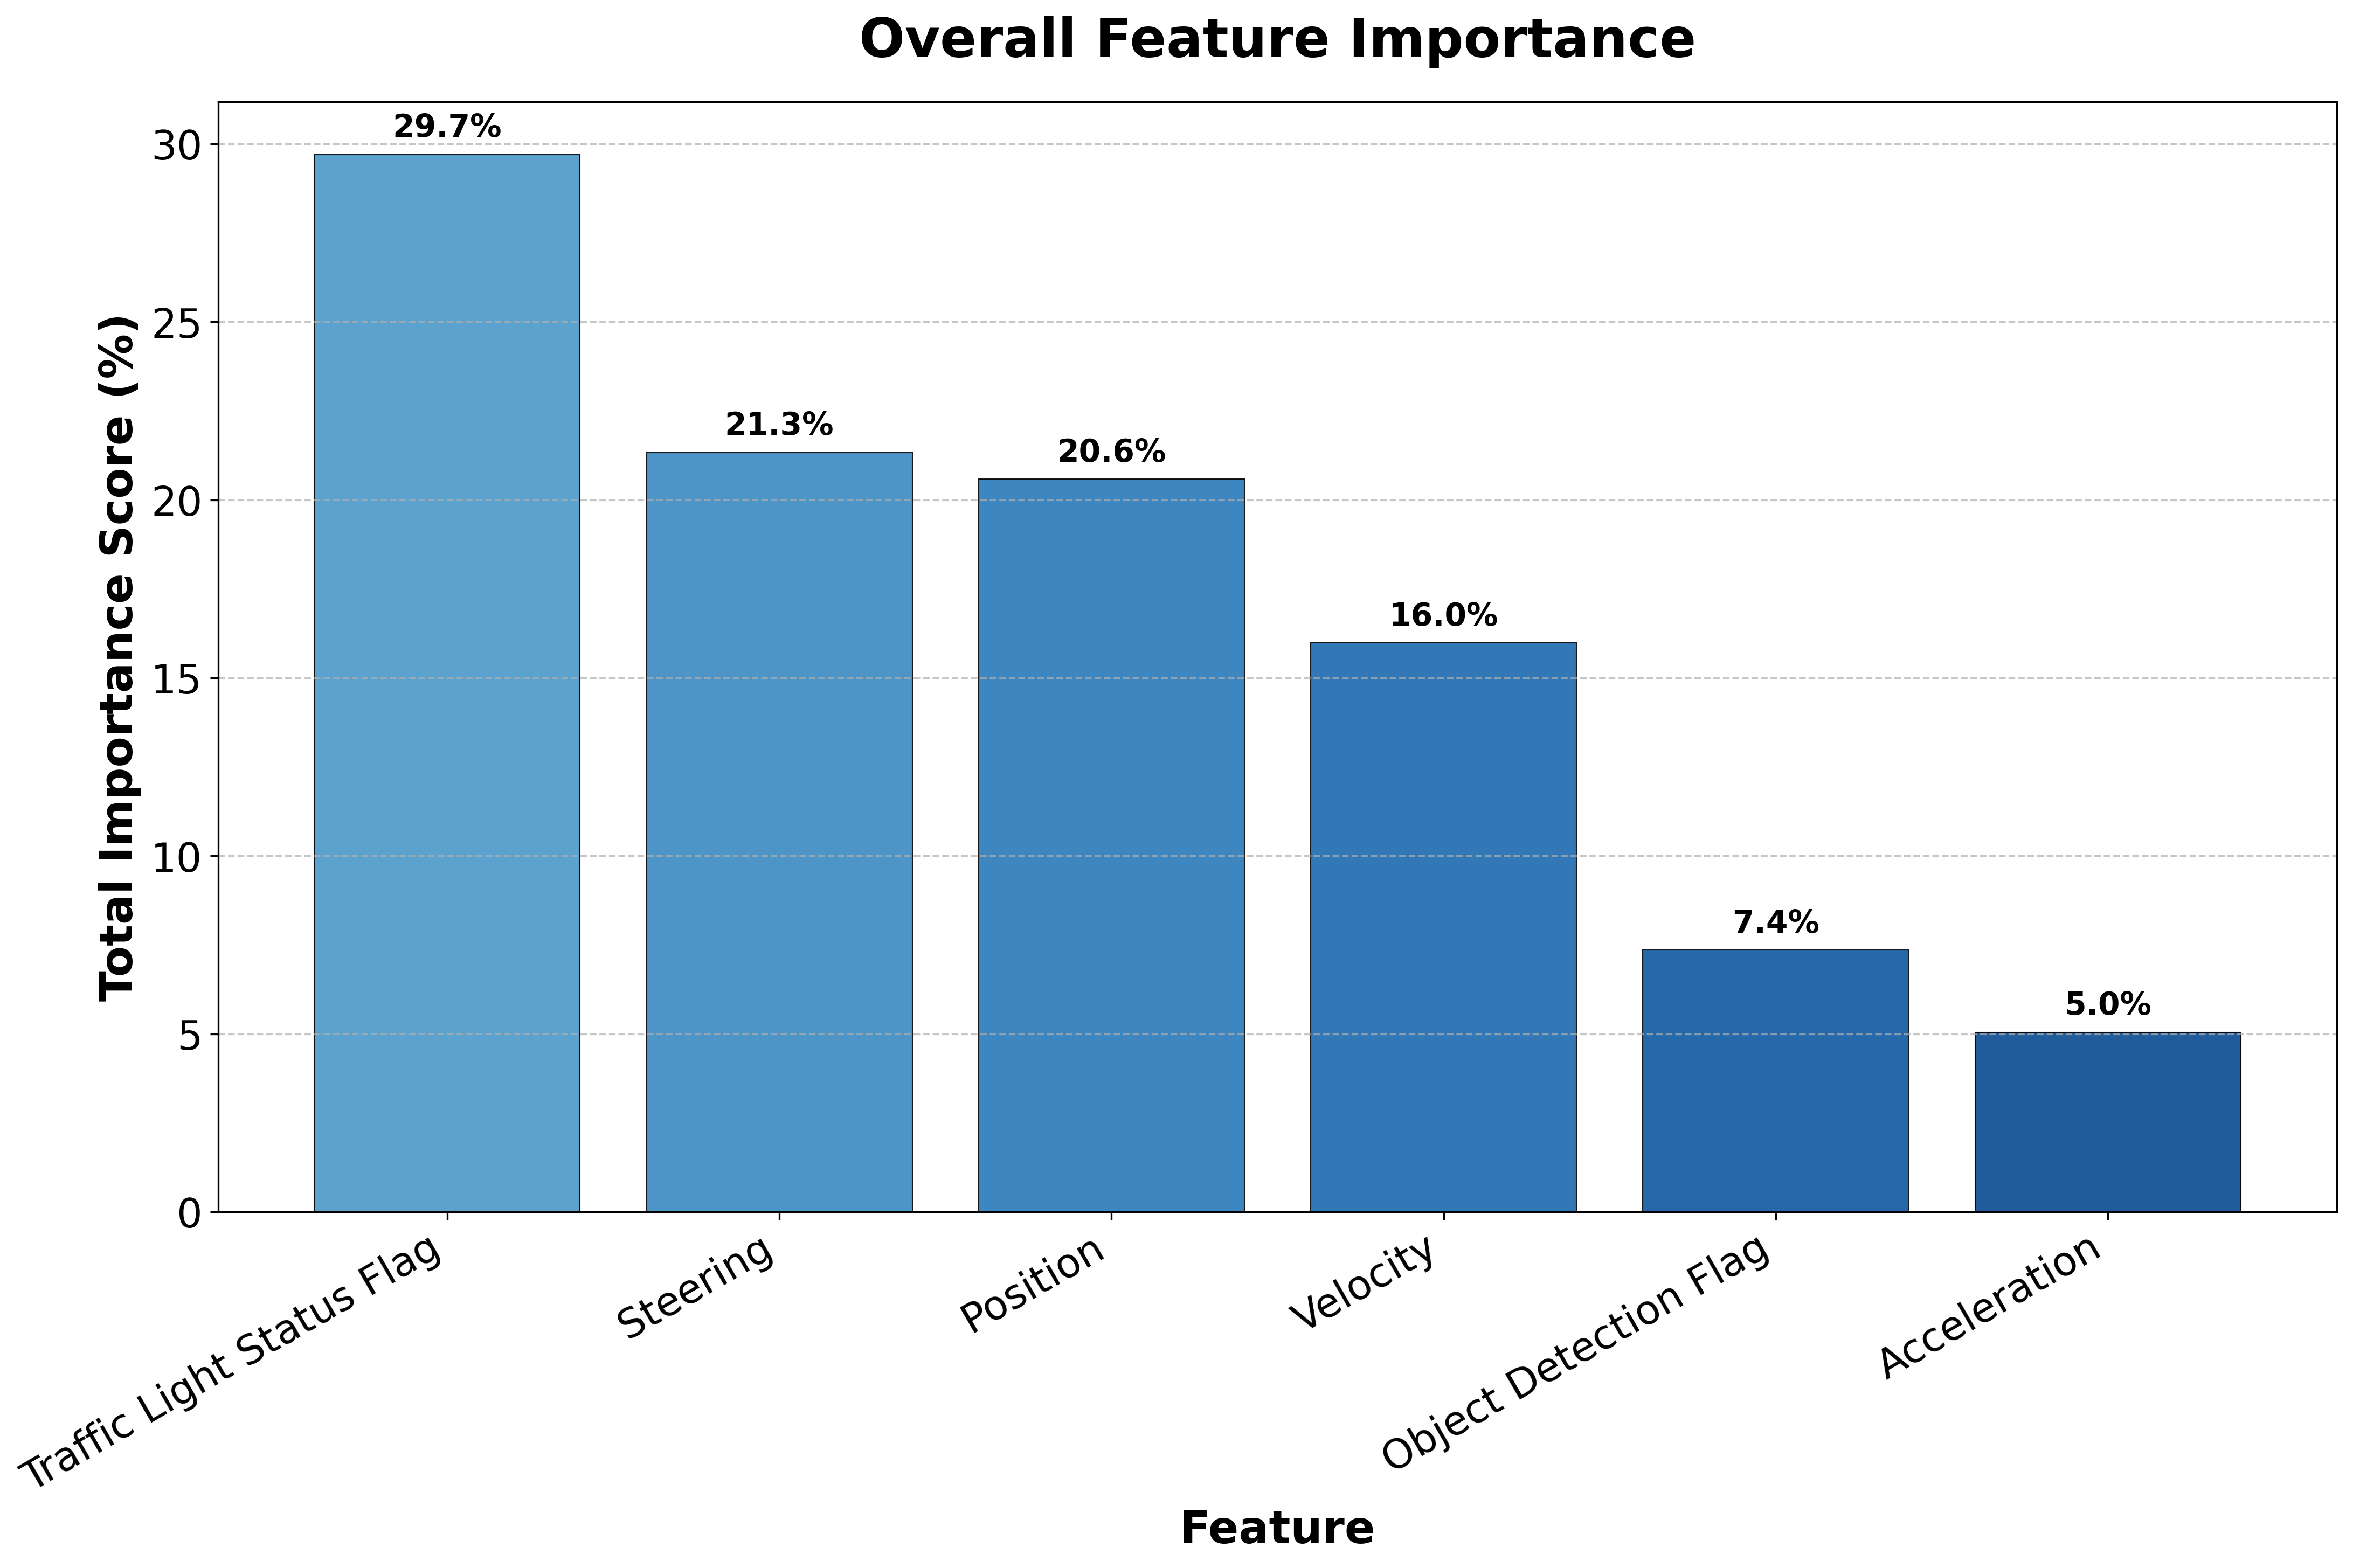 Overall Feature Importance
Total Importance Score (%)
30
25
20
15
10
5
0
29.7%
21.3%
20.6%
16.0%
7.4%
5.0%
Traffic Light Status Flag
Steering
Position
Velocity
Object Detection Flag
Acceleration
Feature